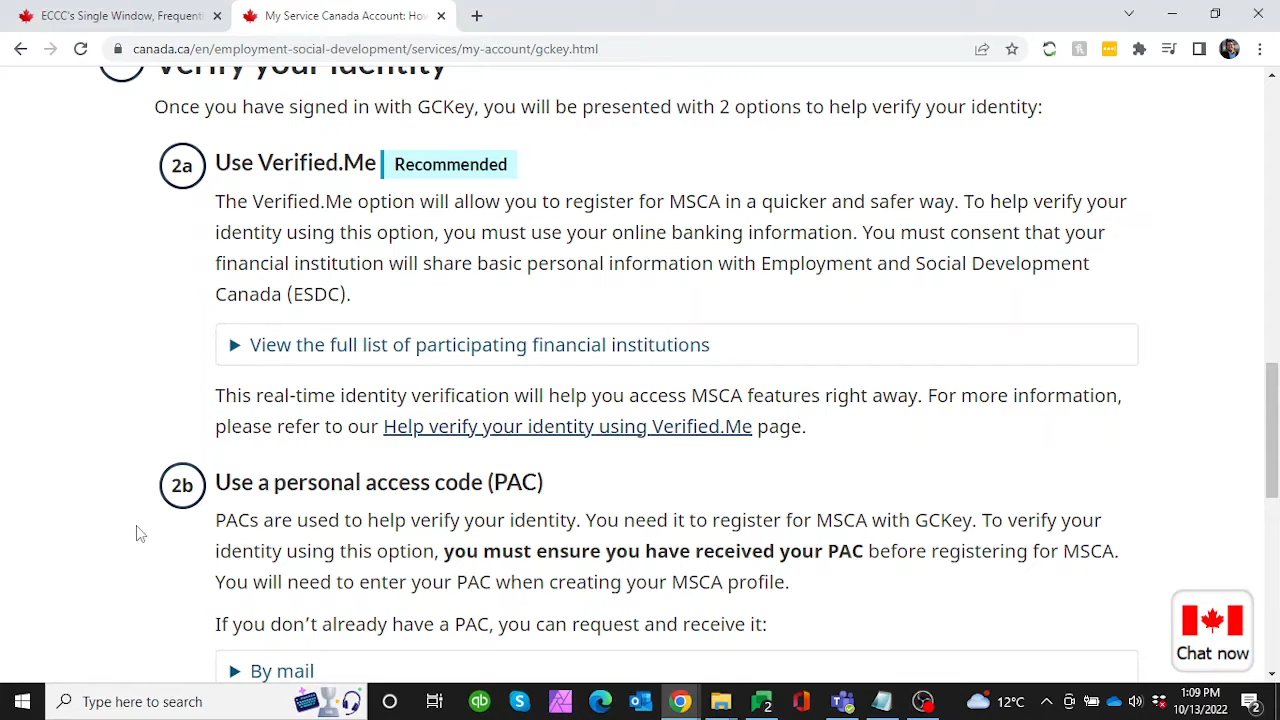 ECCC's Single Window, Frequenti
My Service Canada Account: How
canada.ca/en/employment-social-development/services/my-account/gckey.html
Verify your identity
Once you have signed in with GCKey, you will be presented with 2 options to help verify your identity:
2a
Use Verified.Me Recommended
The Verified.Me option will allow you to register for MSCA in a quicker and safer way. To help verify your
identity using this option, you must use your online banking information. You must consent that your
financial institution will share basic personal information with Employment and Social Development
Canada (ESDC).
View the full list of participating financial institutions
This real-time identity verification will help you access MSCA features right away. For more information,
please refer to our Help verify your identity using Verified.Me page.
2b
Use a personal access code (PAC)
PACs are used to help verify your identity. You need it to register for MSCA with GCKey. To verify your
identity using this option, you must ensure you have received your PAC before registering for MSCA.
You will need to enter your PAC when creating your MSCA profile.
If you don’t already have a PAC, you can request and receive it:
By mail
Chat now
Type here to search
qb
2
12°C
1:09 PM
10/13/2022
2